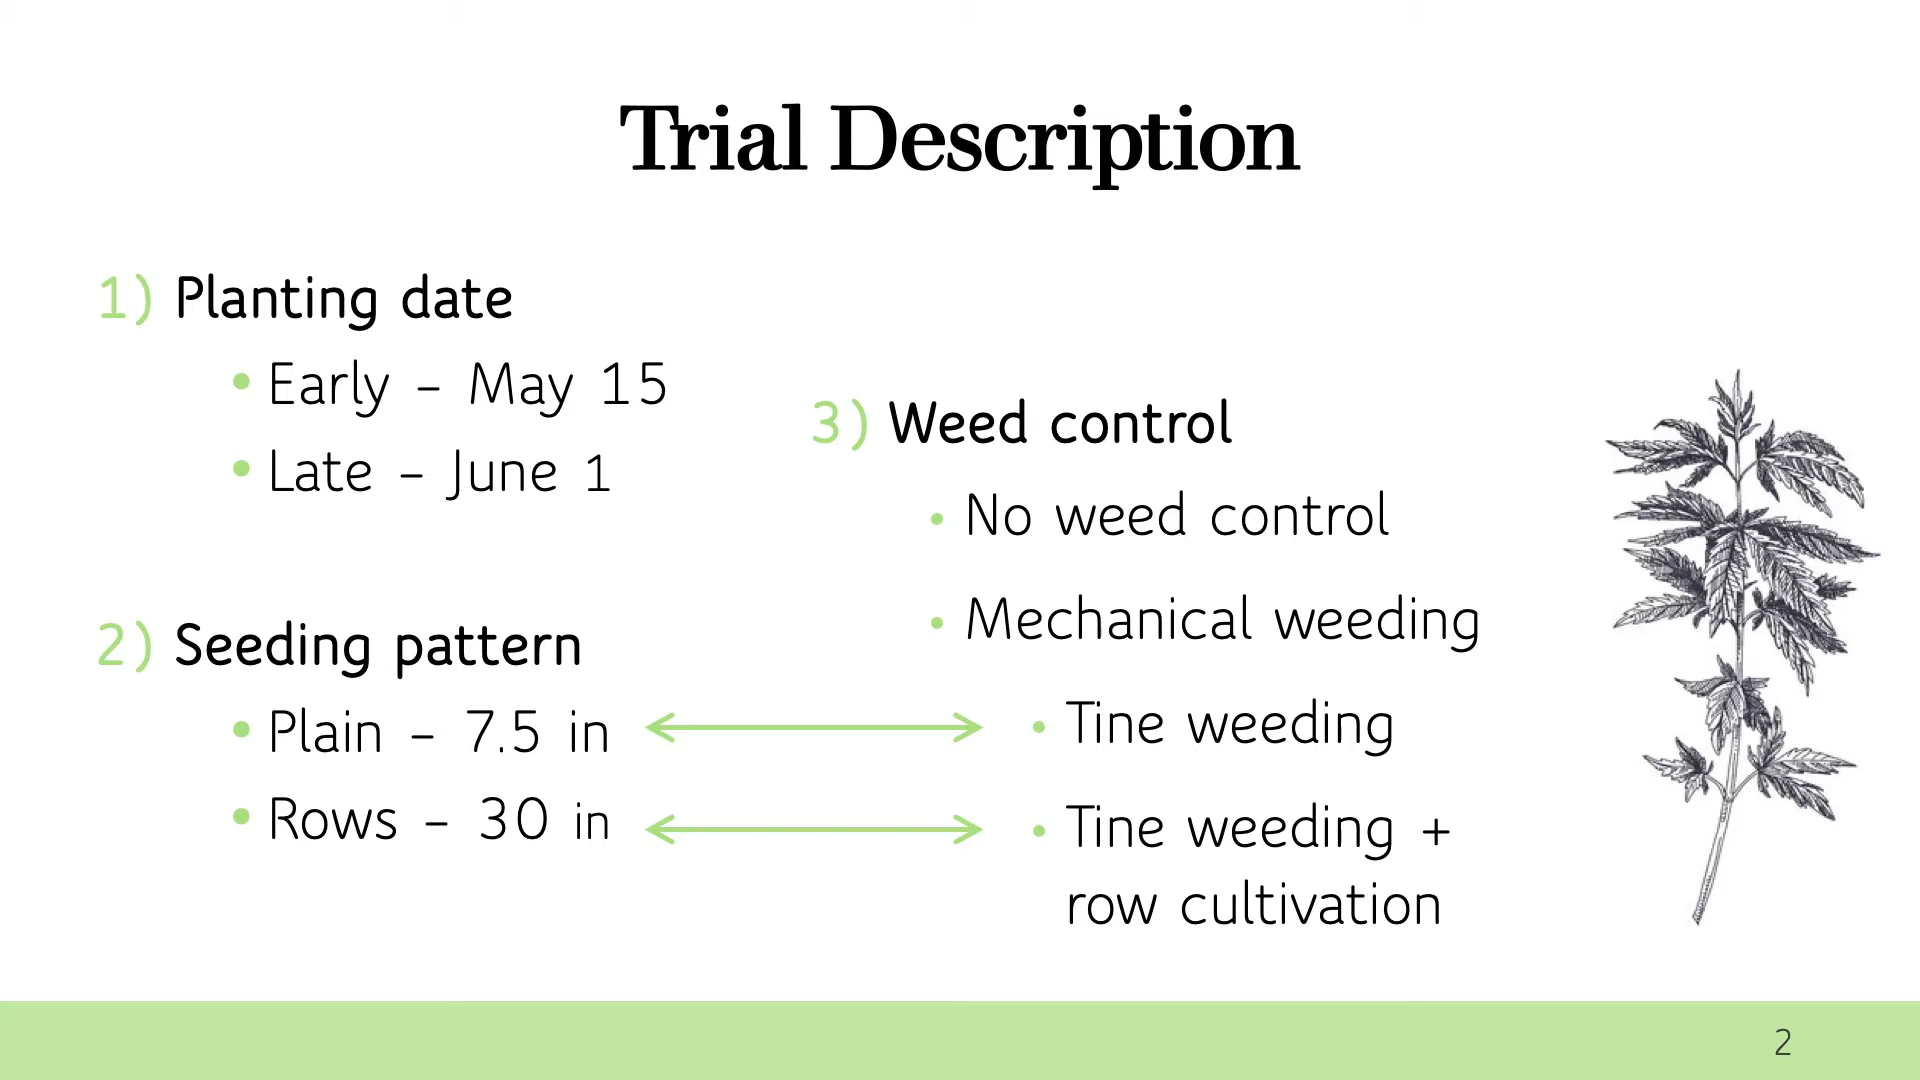 Trial Description
1) Planting date
• Early – May 15
• Late – June 1
2) Seeding pattern
• Plain – 7.5 in
• Rows – 30 in
3) Weed control
• No weed control
• Mechanical weeding
• Tine weeding
• Tine weeding +
row cultivation
2